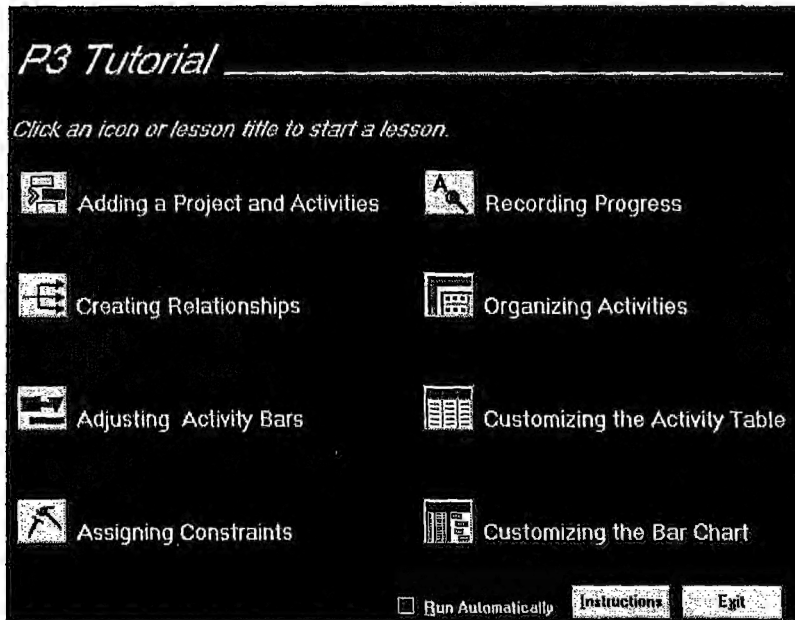 P3 Tutorial
Click an icon or lesson title to start a lesson.
Adding a Project and Activities
Creating Relationships
Adjusting Activity Bars
Assigning Constraints
Recording Progress
Organizing Activities
Customizing the Activity Table
Customizing the Bar Chart
Run Automatically
Instructions
Exit